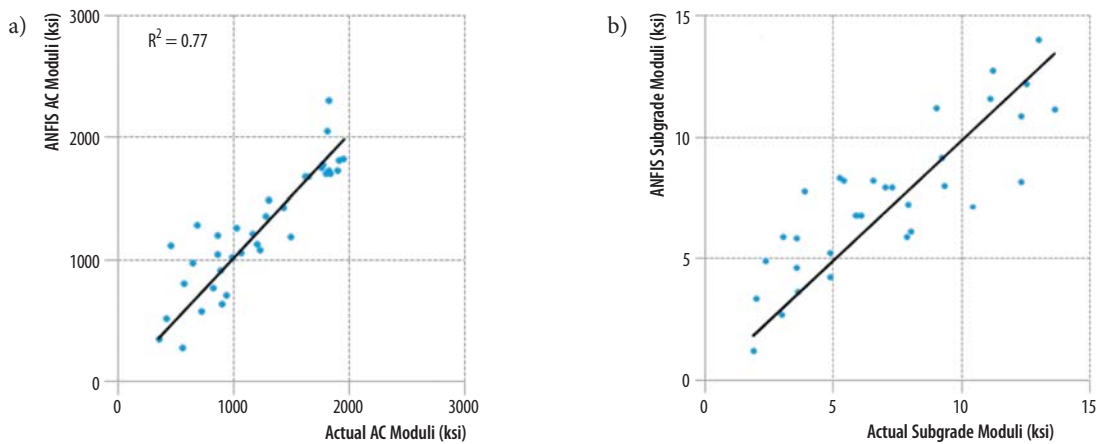 a)
ANFIS AC Moduli (ksi)
3000
2000
1000
0
R² = 0.77
0 1000 2000 3000
Actual AC Moduli (ksi)
b)
ANFIS Subgrade Moduli (ksi)
15
10
5
0
0 5 10 15
Actual Subgrade Moduli (ksi)